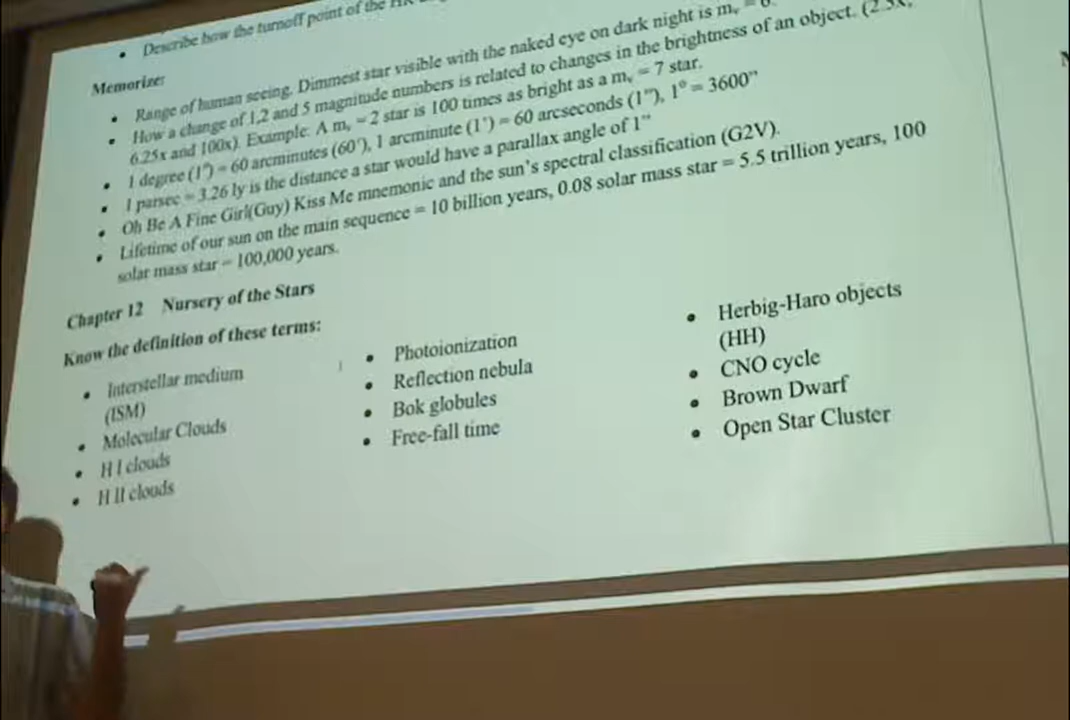 • Describe how the turnoff point of the
Memorize:
• Range of human seeing. Dimmest star visible with the naked eye on dark night is mv = 6
• How a change of 1,2 and 5 magnitude numbers is related to changes in the brightness of an object. (2.5x,
6.25x and 100x). Example: A mv = 2 star is 100 times as bright as a mv = 7 star.
• 1 degree (1°) = 60 arcminutes (60'), 1 arcminute (1') = 60 arcseconds (1"), 1° = 3600"
• 1 parsec = 3.26 ly is the distance a star would have a parallax angle of 1"
• Oh Be A Fine Girl(Guy) Kiss Me mnemonic and the sun's spectral classification (G2V).
• Lifetime of our sun on the main sequence = 10 billion years, 0.08 solar mass star = 5.5 trillion years, 100
solar mass star = 100,000 years.
Chapter 12 Nursery of the Stars
Know the definition of these terms:
• Interstellar medium
(ISM)
• Molecular Clouds
• H I clouds
• H II clouds
• Photoionization
• Reflection nebula
• Bok globules
• Free-fall time
• Herbig-Haro objects
(HH)
• CNO cycle
• Brown Dwarf
• Open Star Cluster